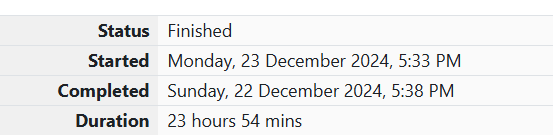 Status Finished
Started Monday, 23 December 2024, 5:33 PM
Completed Sunday, 22 December 2024, 5:38 PM
Duration 23 hours 54 mins